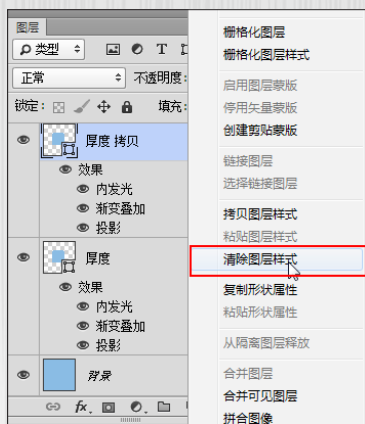 图层
类型
T
正常
不透明度:
锁定:
填充:
厚度 拷贝
效果
内发光
渐变叠加
投影
厚度
效果
内发光
渐变叠加
投影
背景
fx.
栅格化图层
栅格化图层样式
启用图层蒙版
停用矢量蒙版
创建剪贴蒙版
链接图层
选择链接图层
拷贝图层样式
粘贴图层样式
清除图层样式
复制形状属性
粘贴形状属性
从隔离图层释放
合并图层
合并可见图层
拼合图像